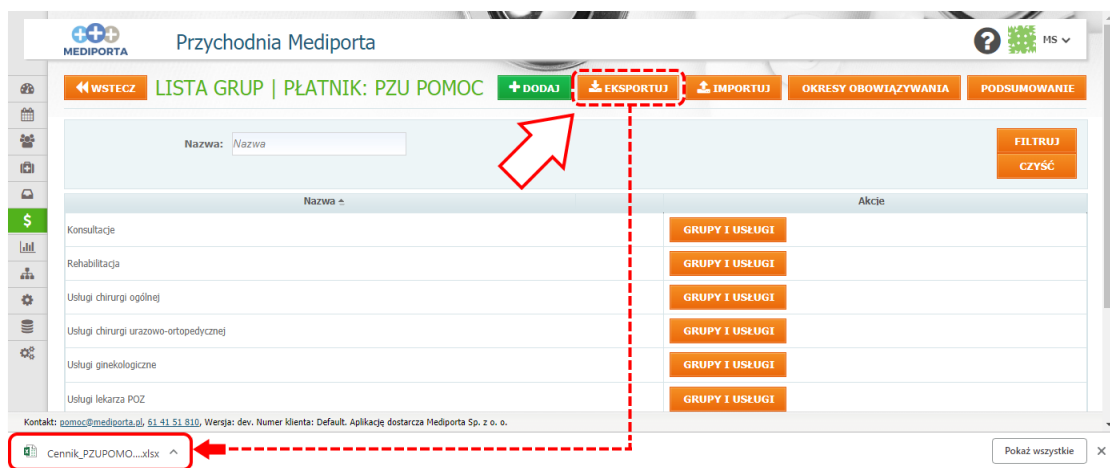 MEDIPORTA
Przychodnia Mediporta
?
MS
WSTECZ
LISTA GRUP | PŁATNIK: PZU POMOC
+ DODAJ
EKSPORTUJ
IMPORTUJ
OKRESY OBOWIĄZYWANIA
PODSUMOWANIE
Nazwa:
Nazwa
FILTRUJ
CZYŚĆ
Nazwa
Akcje
Konsultacje
GRUPY I USŁUGI
Rehabilitacja
GRUPY I USŁUGI
Usługi chirurgi ogólnej
GRUPY I USŁUGI
Usługi chirurgi urazowo-ortopedycznej
GRUPY I USŁUGI
Usługi ginekologiczne
GRUPY I USŁUGI
Usługi lekarza POZ
GRUPY I USŁUGI
Kontakt: pomoc@mediporta.pl, 61 41 51 810, Wersja: dev. Numer klienta: Default. Aplikację dostarcza Mediporta Sp. z o. o.
Cennik_PZUPOMO....xlsx
Pokaż wszystkie